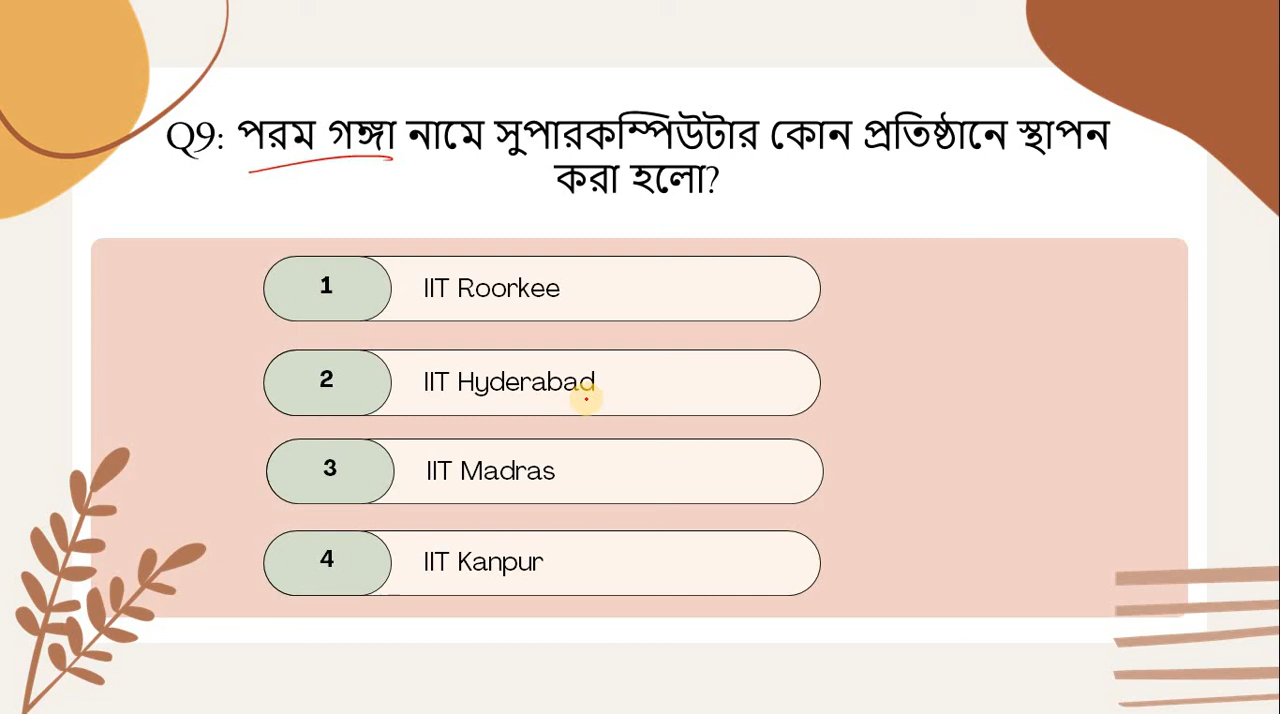 Q9: পরম গঙ্গা নামে সুপারকম্পিউটার কোন প্রতিষ্ঠানে স্থাপন
করা হলো?
1 IIT Roorkee
2 IIT Hyderabad
3 IIT Madras
4 IIT Kanpur